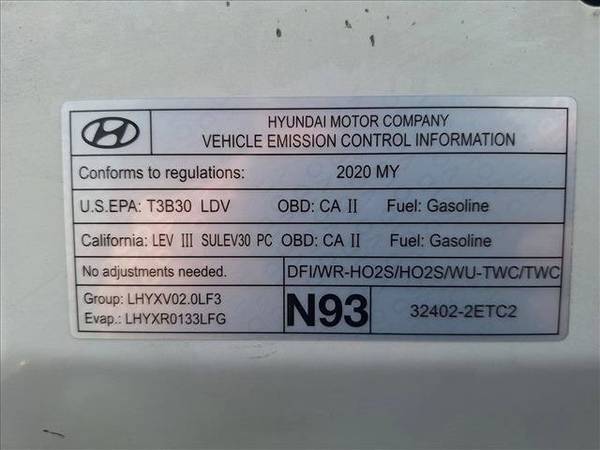 HYUNDAI MOTOR COMPANY
VEHICLE EMISSION CONTROL INFORMATION
Conforms to regulations: 2020 MY
U.S.EPA: T3B30 LDV OBD: CA II Fuel: Gasoline
California: LEV III SULEV30 PC OBD: CA II Fuel: Gasoline
No adjustments needed. DFI/WR-HO2S/HO2S/WU-TWC/TWC
Group: LHYXV02.0LF3
Evap.: LHYXR0133LFG
N93
32402-2ETC2